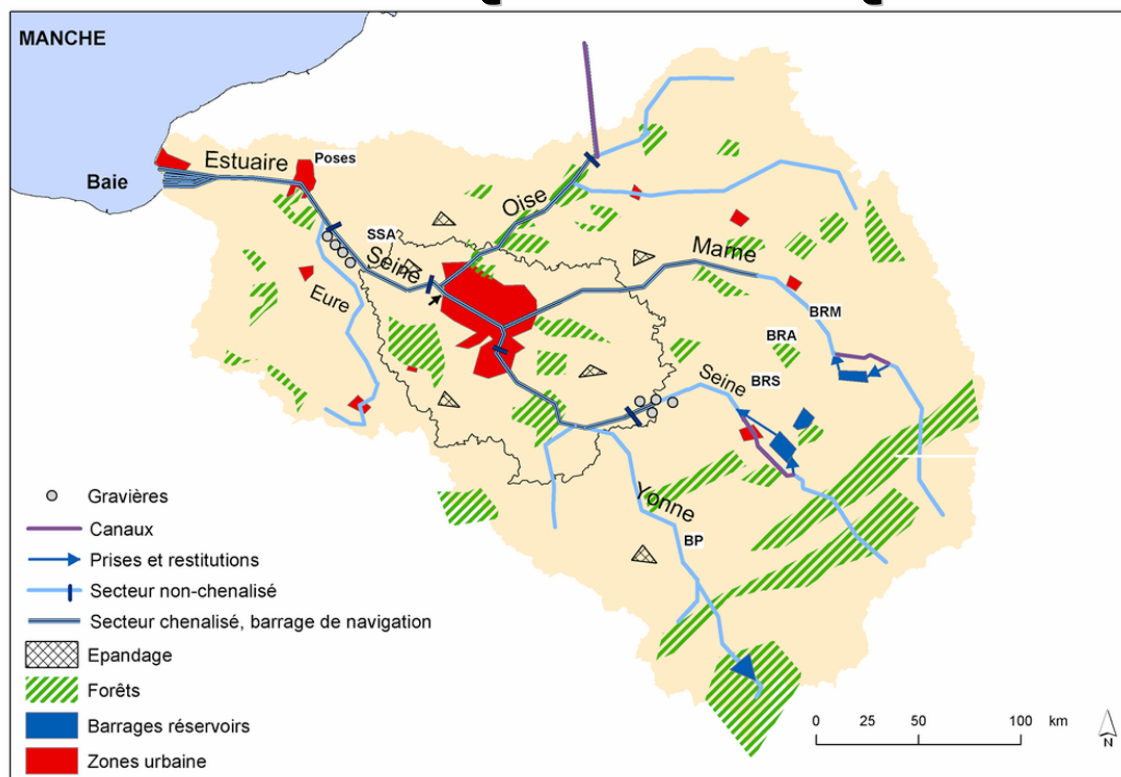 MANCHE
Estuaire
Poses
Baie
Oise
SSA
Seine
Marne
Eure
BRM
BRA
Seine
BRS
Yonne
BP
Gravières
Canaux
Prises et restitutions
Secteur non-chenalisé
Secteur chenalisé, barrage de navigation
Epandage
Forêts
Barrages réservoirs
Zones urbaine
0 25 50 100 km
N